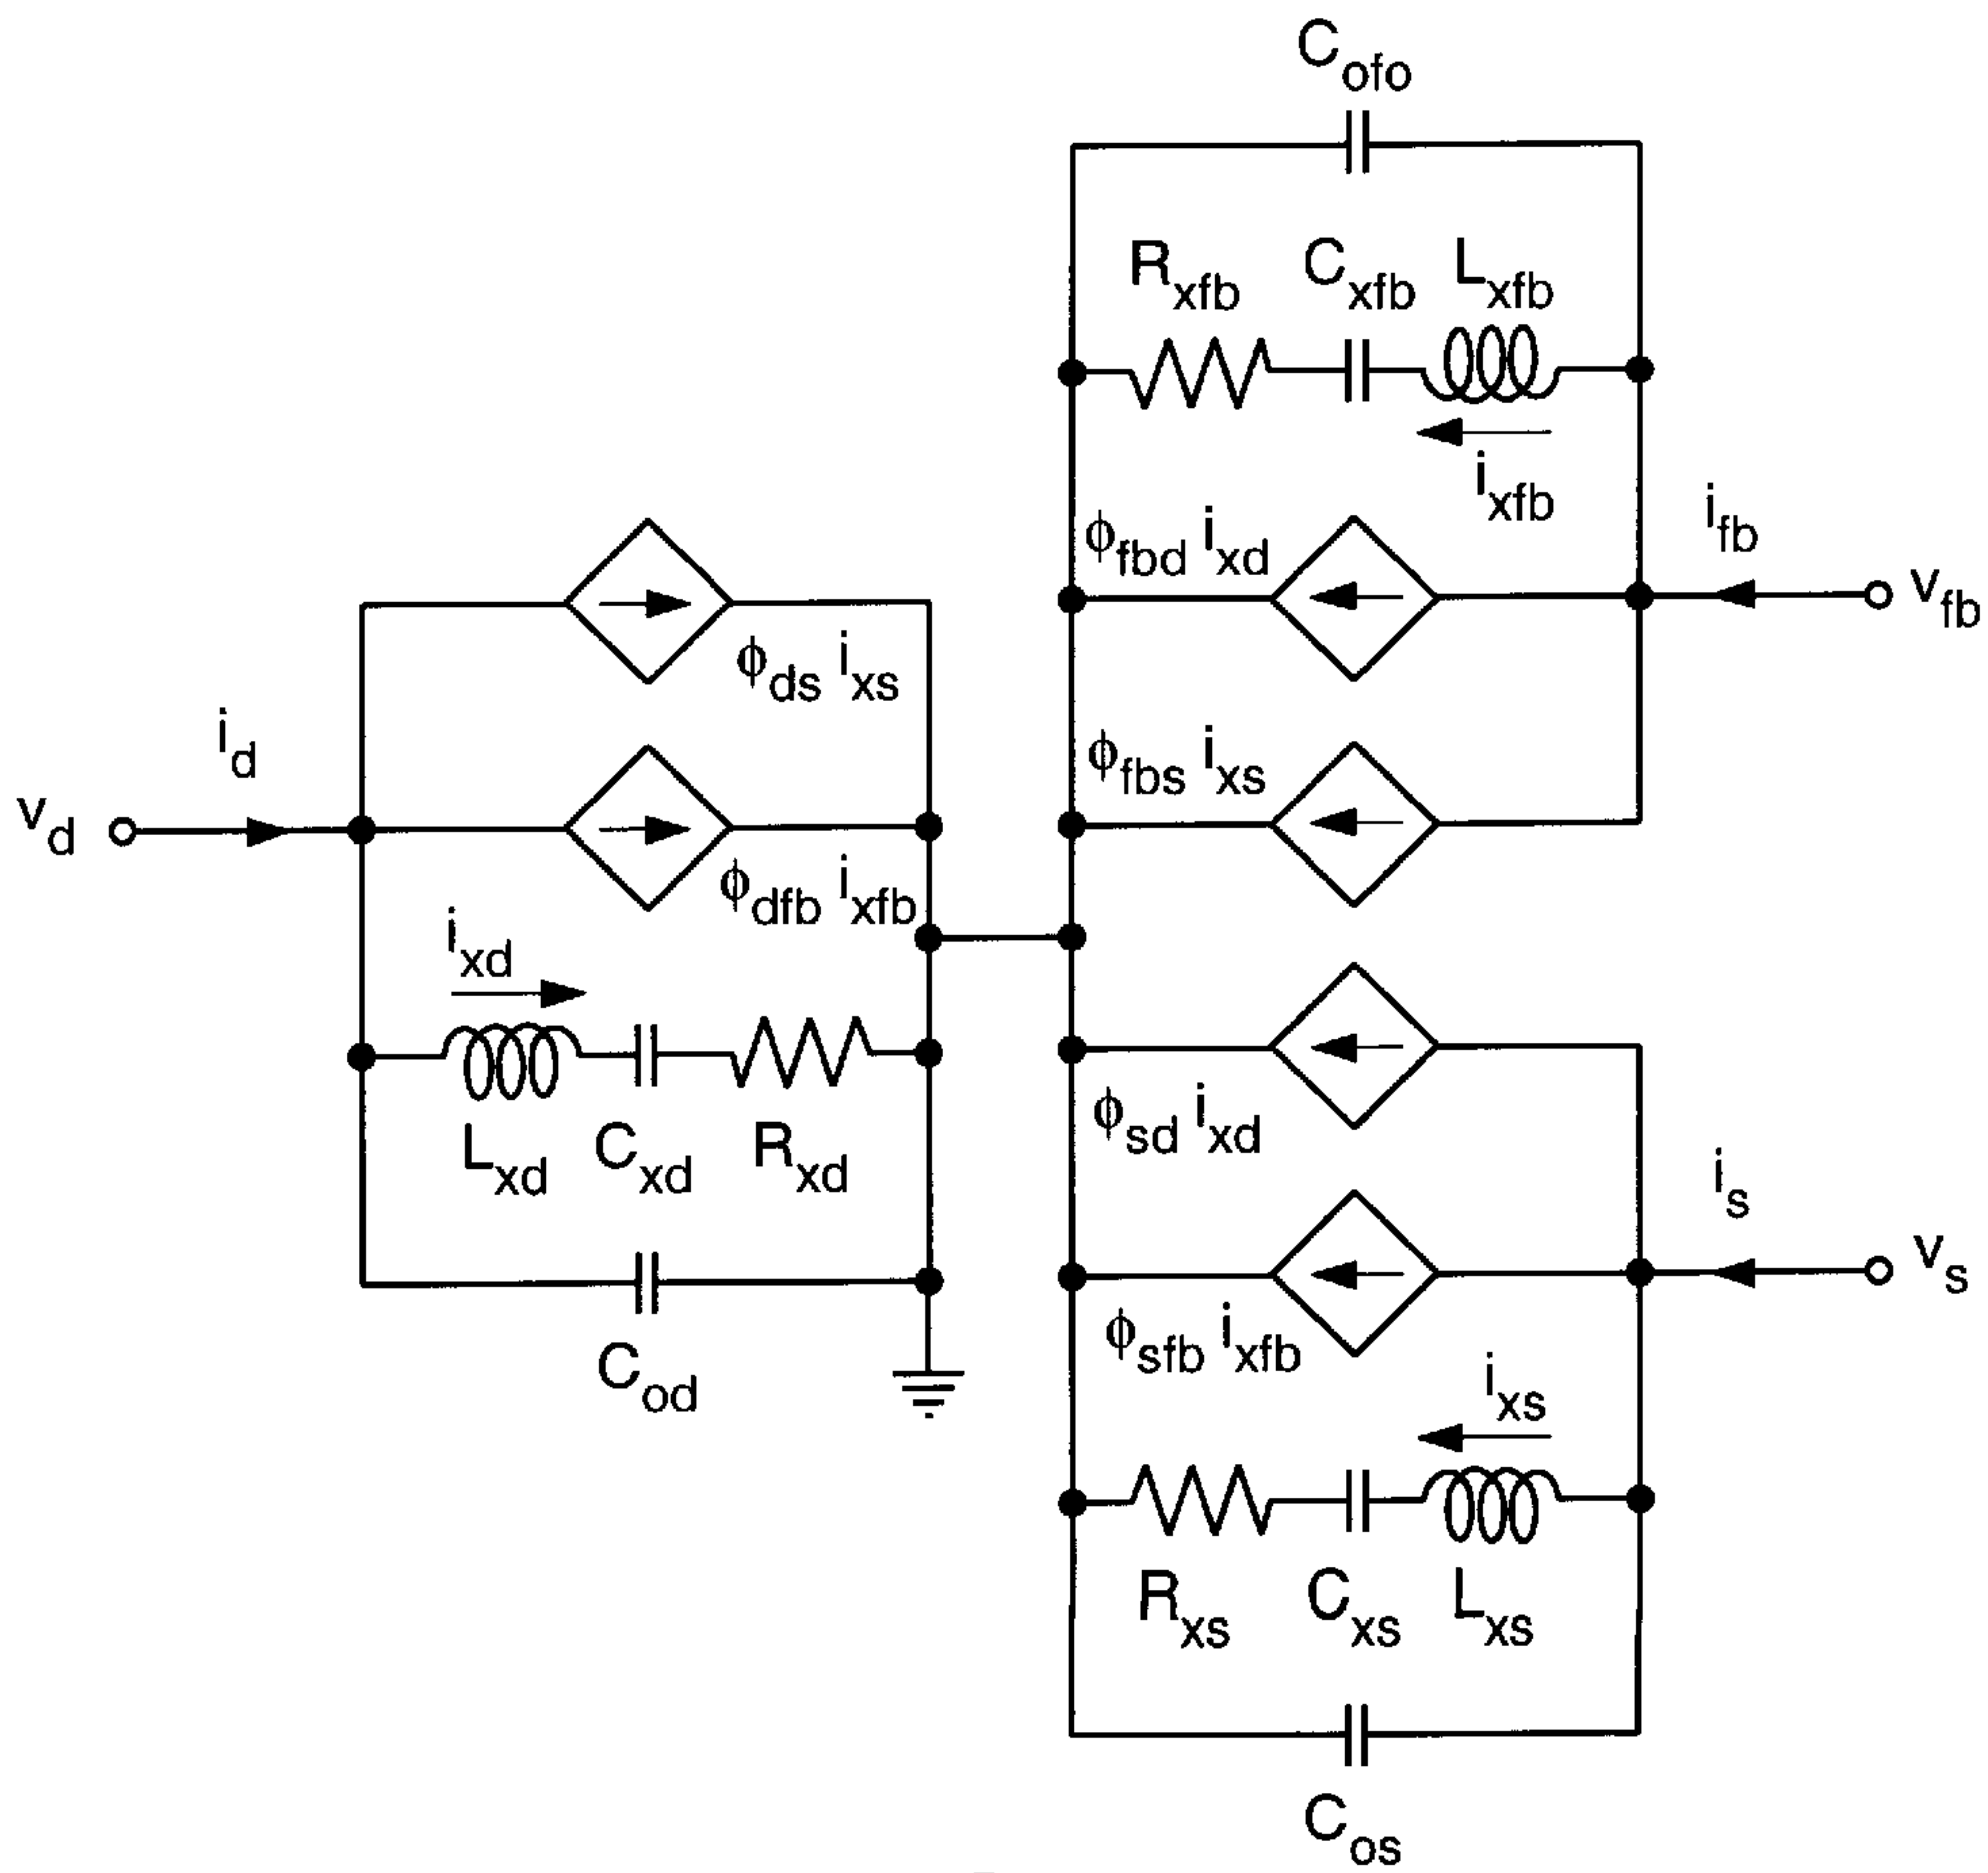 C_ofo
R_xfb C_xfb L_xfb
i_xfb
ϕ_fbd i_xd
i_fb
v_fb
ϕ_ds i_xs
i_d
ϕ_fbs i_xs
v_d
ϕ_dfb i_xfb
i_xd
L_xd C_xd R_xd
ϕ_sd i_xd
i_s
v_s
ϕ_sfb i_xfb
C_od
i_xs
R_xs C_xs L_xs
C_os